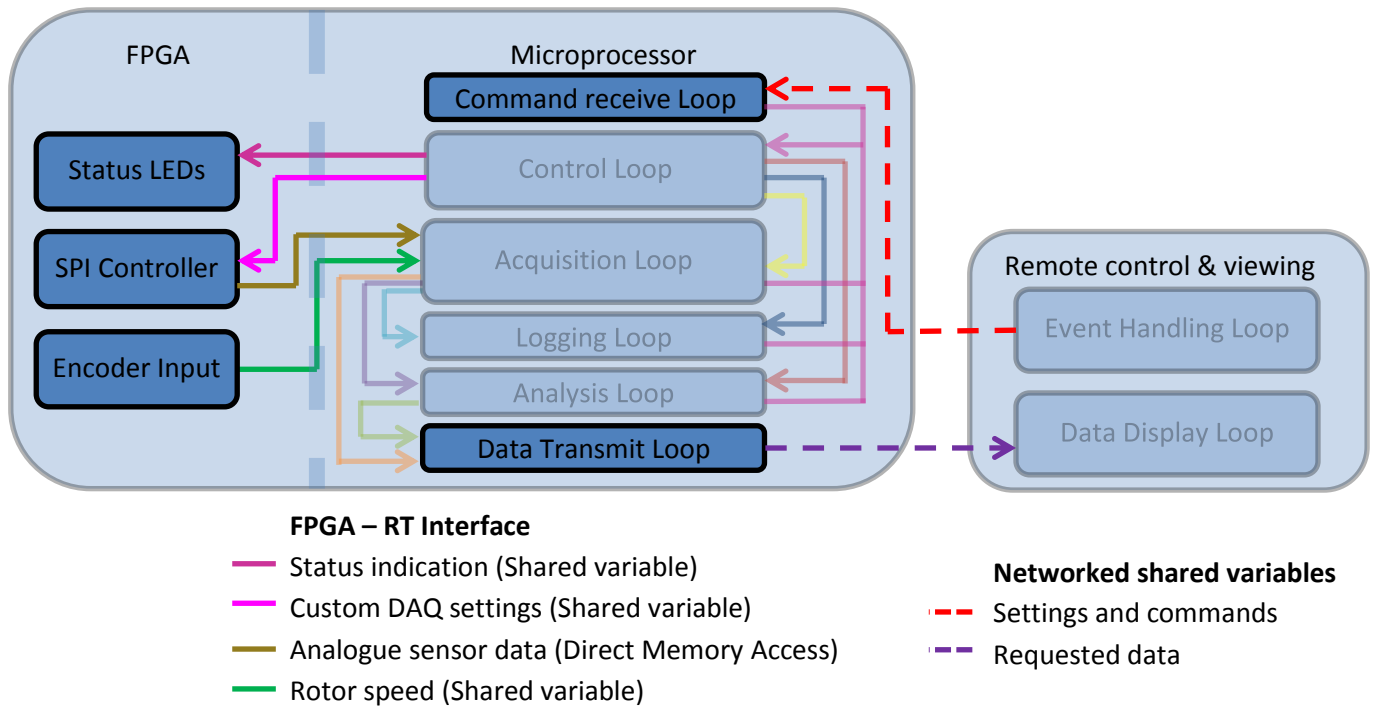 FPGA
Microprocessor
Command receive Loop
Status LEDs
Control Loop
SPI Controller
Acquisition Loop
Remote control & viewing
Event Handling Loop
Logging Loop
Encoder Input
Analysis Loop
Data Transmit Loop
Data Display Loop
FPGA – RT Interface
Status indication (Shared variable)
Custom DAQ settings (Shared variable)
Analogue sensor data (Direct Memory Access)
Rotor speed (Shared variable)
Networked shared variables
Settings and commands
Requested data